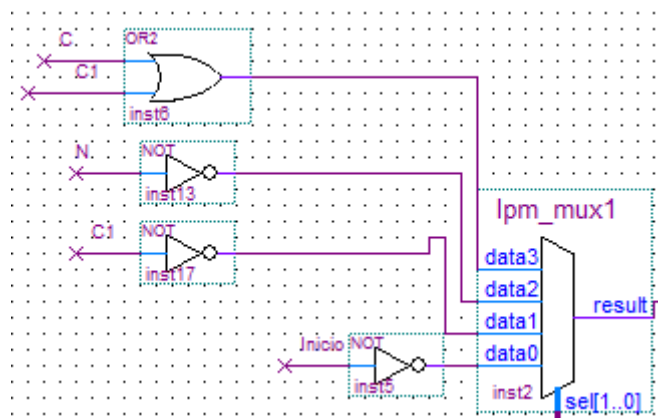 C.
OR2
C1
inst6
N.
NOT
inst13
C1
NOT
inst17
lpm_mux1
data3
data2
data1
data0
result
Inicio
NOT
inst5
inst2
sel[1..0]